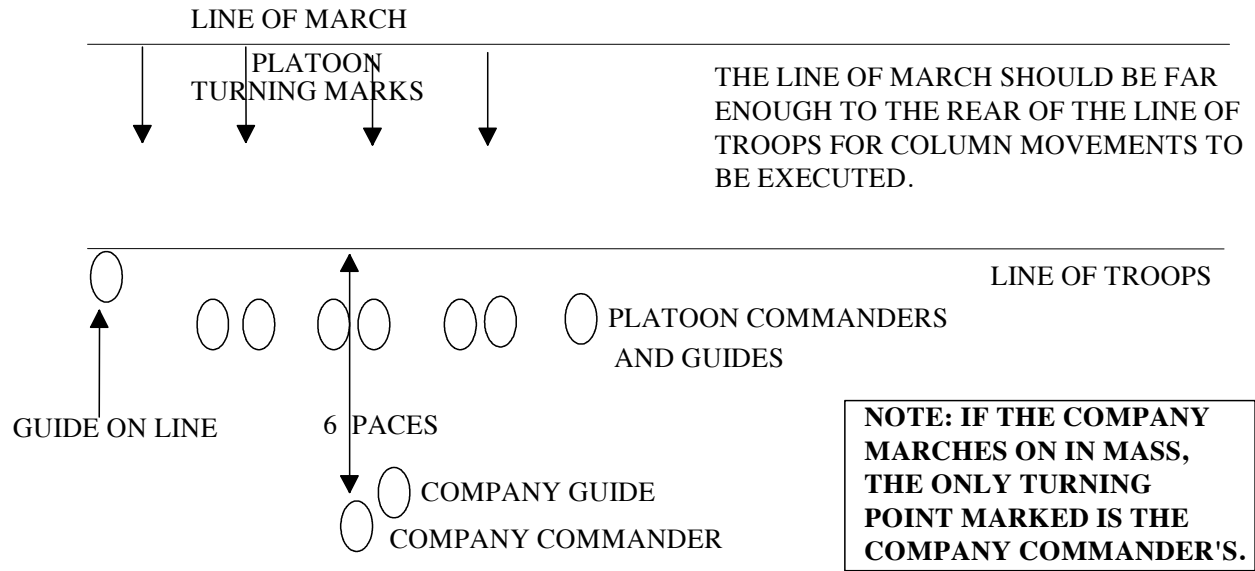 LINE OF MARCH
PLATOON
TURNING MARKS
THE LINE OF MARCH SHOULD BE FAR
ENOUGH TO THE REAR OF THE LINE OF
TROOPS FOR COLUMN MOVEMENTS TO
BE EXECUTED.
LINE OF TROOPS
PLATOON COMMANDERS
AND GUIDES
GUIDE ON LINE
6 PACES
COMPANY GUIDE
COMPANY COMMANDER
NOTE: IF THE COMPANY
MARCHES ON IN MASS,
THE ONLY TURNING
POINT MARKED IS THE
COMPANY COMMANDER'S.